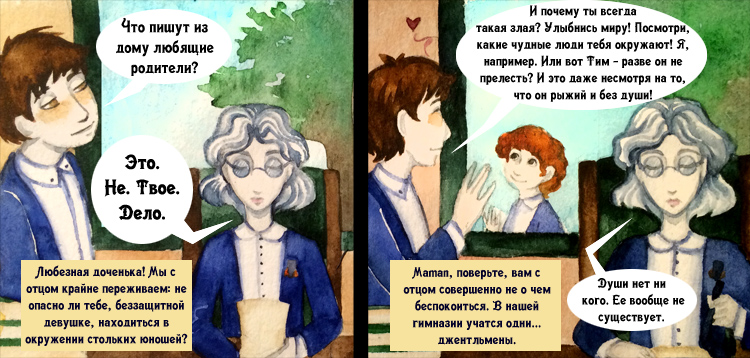 Что пишут из
дому любящие
родители?
Это.
Не. Твое.
Дело.
Любезная доченька! Мы с
отцом крайне переживаем: не
опасно ли тебе, беззащитной
девушке, находиться в
окружении стольких юношей?
И почему ты всегда
такая злая? Улыбнись миру! Посмотри,
какие чудные люди тебя окружают! Я,
например. Или вот Тим - разве он не
прелесть? И это даже несмотря на то,
что он рыжий и без души!
Души нет ни
кого. Ее вообще не
существует.
Maman, поверьте, вам с
отцом совершенно не о чем
беспокоиться. В нашей
гимназии учатся одни...
джентльмены.